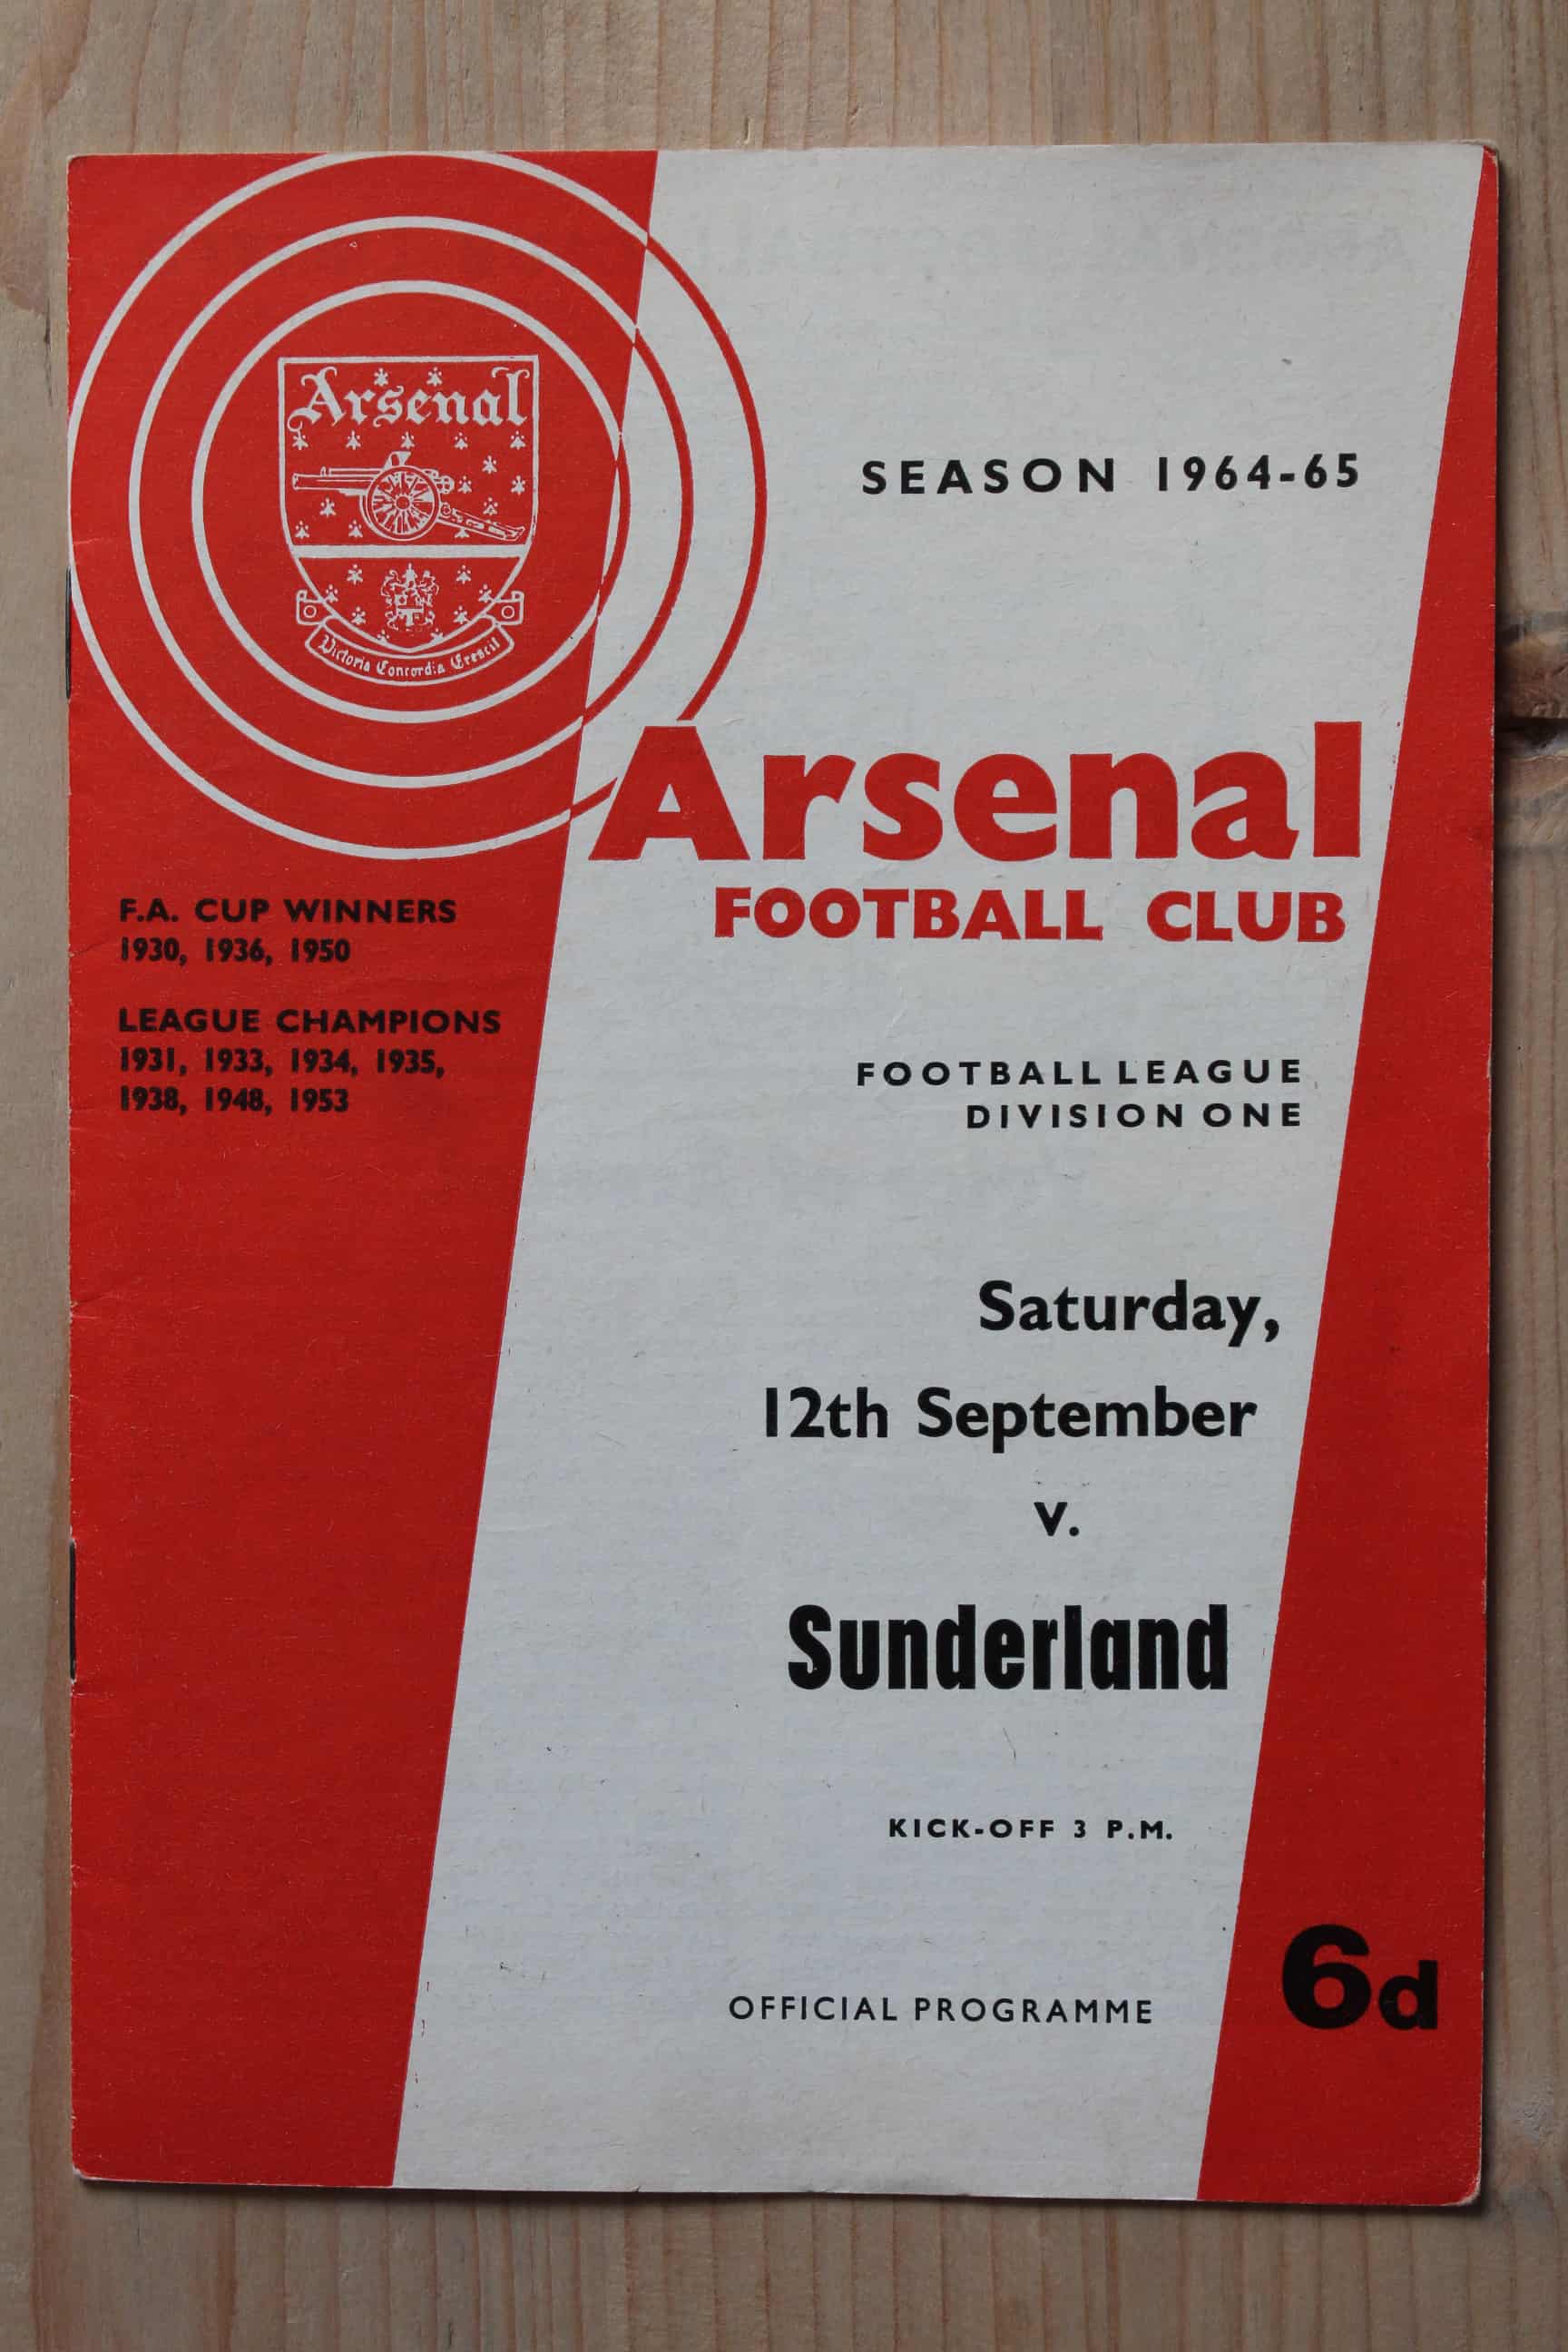 Arsenal
Victoria Concordia Crescit
SEASON 1964-65
Arsenal
FOOTBALL CLUB
F.A. CUP WINNERS
1930, 1936, 1950
LEAGUE CHAMPIONS
1931, 1933, 1934, 1935,
1938, 1948, 1953
FOOTBALL LEAGUE
DIVISION ONE
Saturday,
12th September
v.
Sunderland
KICK-OFF 3 P.M.
OFFICIAL PROGRAMME
6d